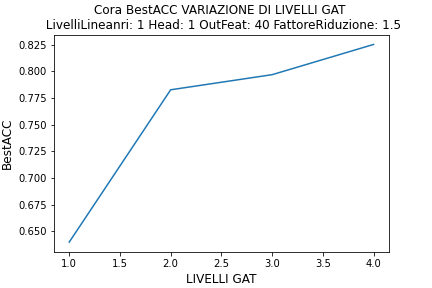 Cora BestACC VARIAZIONE DI LIVELLI GAT
LivelliLineanri: 1 Head: 1 OutFeat: 40 FattoreRiduzione: 1.5
0.825
0.800
0.775
0.750
0.725
0.700
0.675
0.650
BestACC
1.0 1.5 2.0 2.5 3.0 3.5 4.0
LIVELLI GAT